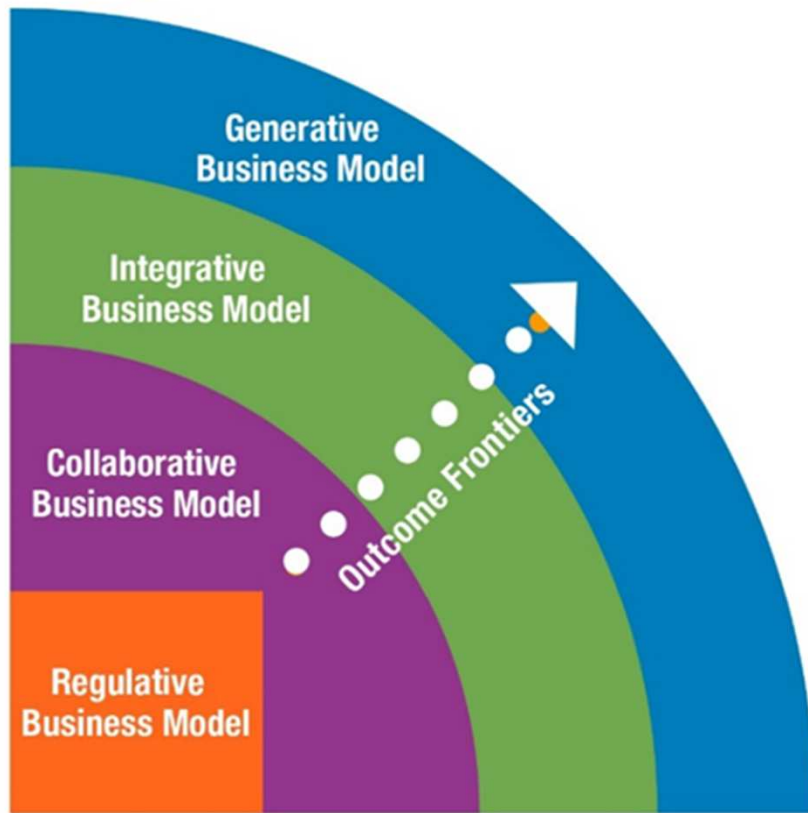 Generative
Business Model
Integrative
Business Model
Collaborative
Business Model
Outcome Frontiers
Regulative
Business Model